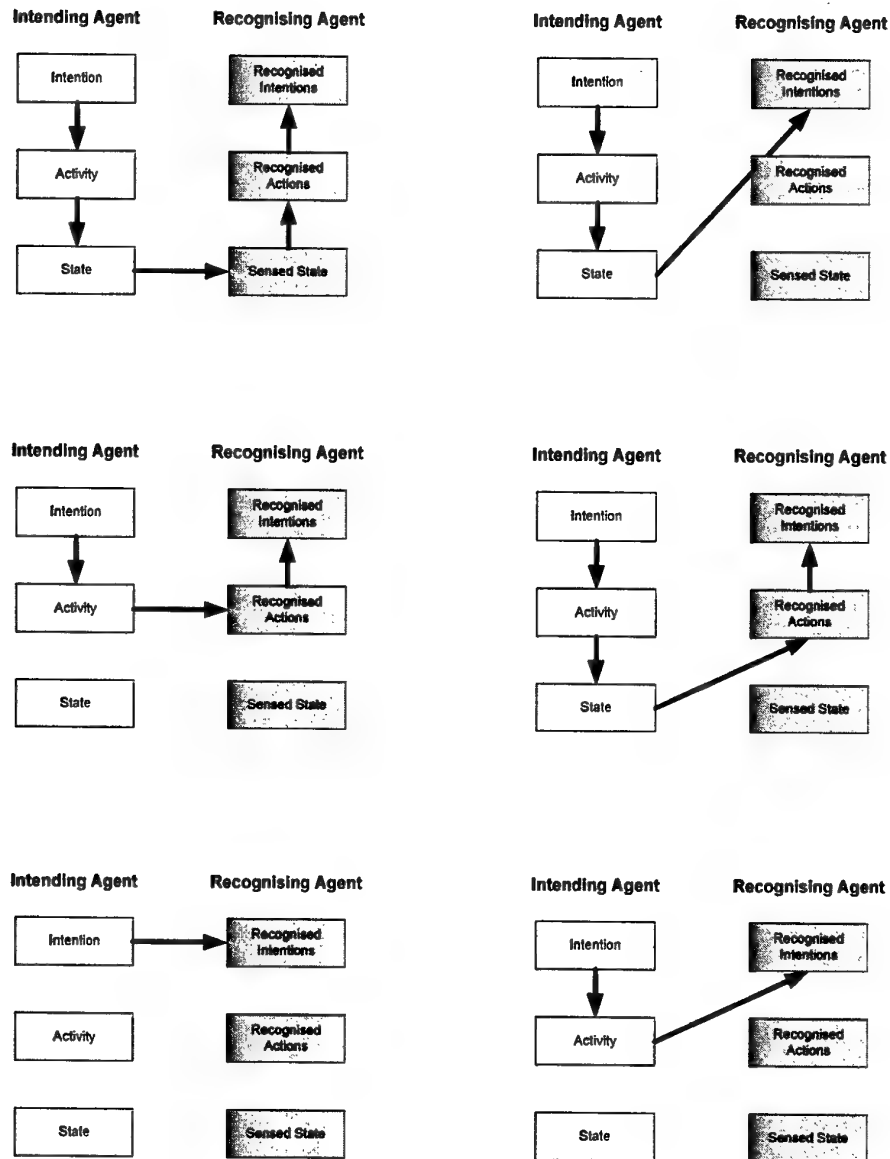 Intending Agent
Recognising Agent
Intention
Recognised
Intentions
Activity
Recognised
Actions
State
Sensed State
Intending Agent
Recognising Agent
Intention
Recognised
Intentions
Activity
Recognised
Actions
State
Sensed State
Intending Agent
Recognising Agent
Intention
Recognised
Intentions
Activity
Recognised
Actions
State
Sensed State
Intending Agent
Recognising Agent
Intention
Recognised
Intentions
Activity
Recognised
Actions
State
Sensed State
Intending Agent
Recognising Agent
Intention
Recognised
Intentions
Activity
Recognised
Actions
State
Sensed State
Intending Agent
Recognising Agent
Intention
Recognised
Intentions
Activity
Recognised
Actions
State
Sensed State